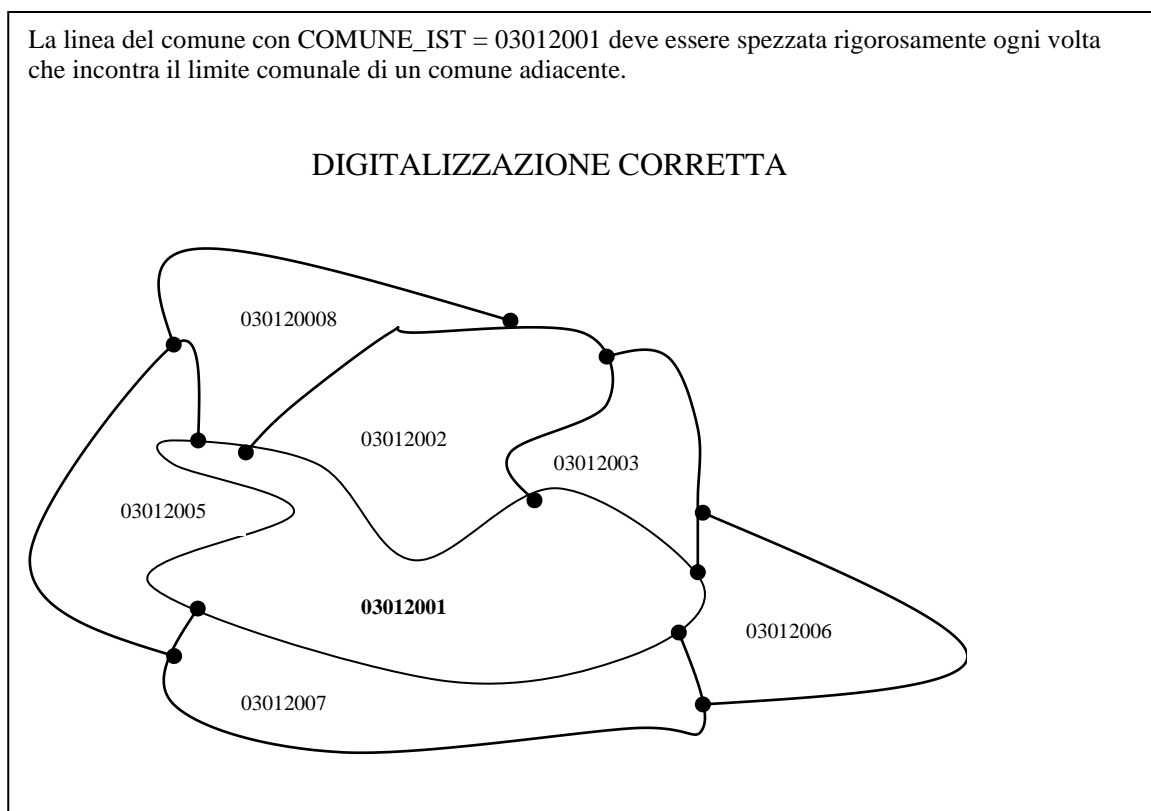 La linea del comune con COMUNE_IST = 03012001 deve essere spezzata rigorosamente ogni volta
che incontra il limite comunale di un comune adiacente.
DIGITALIZZAZIONE CORRETTA
030120008
03012002
03012003
03012005
03012001
03012006
03012007